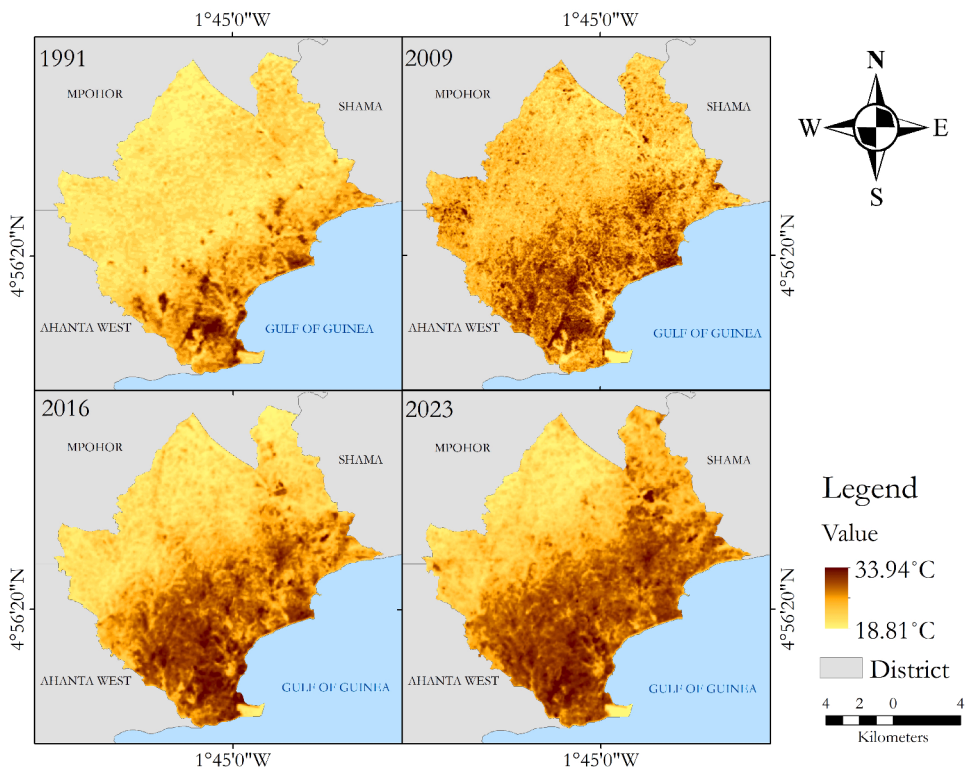 1°45'0"W
1°45'0"W
1991
MPOHOR
SHAMA
AHANTA WEST
GULF OF GUINEA
2009
MPOHOR
SHAMA
AHANTA WEST
GULF OF GUINEA
N
W
E
S
4°56'20"N
4°56'20"N
2016
MPOHOR
SHAMA
AHANTA WEST
GULF OF GUINEA
2023
MPOHOR
SHAMA
AHANTA WEST
GULF OF GUINEA
4°56'20"N
4°56'20"N
1°45'0"W
1°45'0"W
Legend
Value
33.94°C
18.81°C
District
4 2 0 4
Kilometers